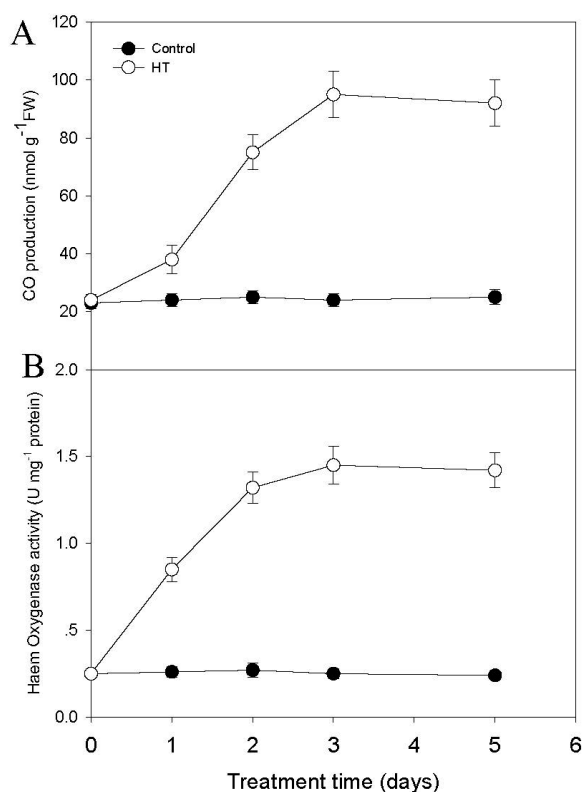 A
120
100
80
60
40
20
CO production (nmol g⁻¹FW)
Control
HT
B
2.0
1.5
1.0
.5
0.0
Haem Oxygenase activity (U mg⁻¹ protein)
0 1 2 3 4 5 6
Treatment time (days)